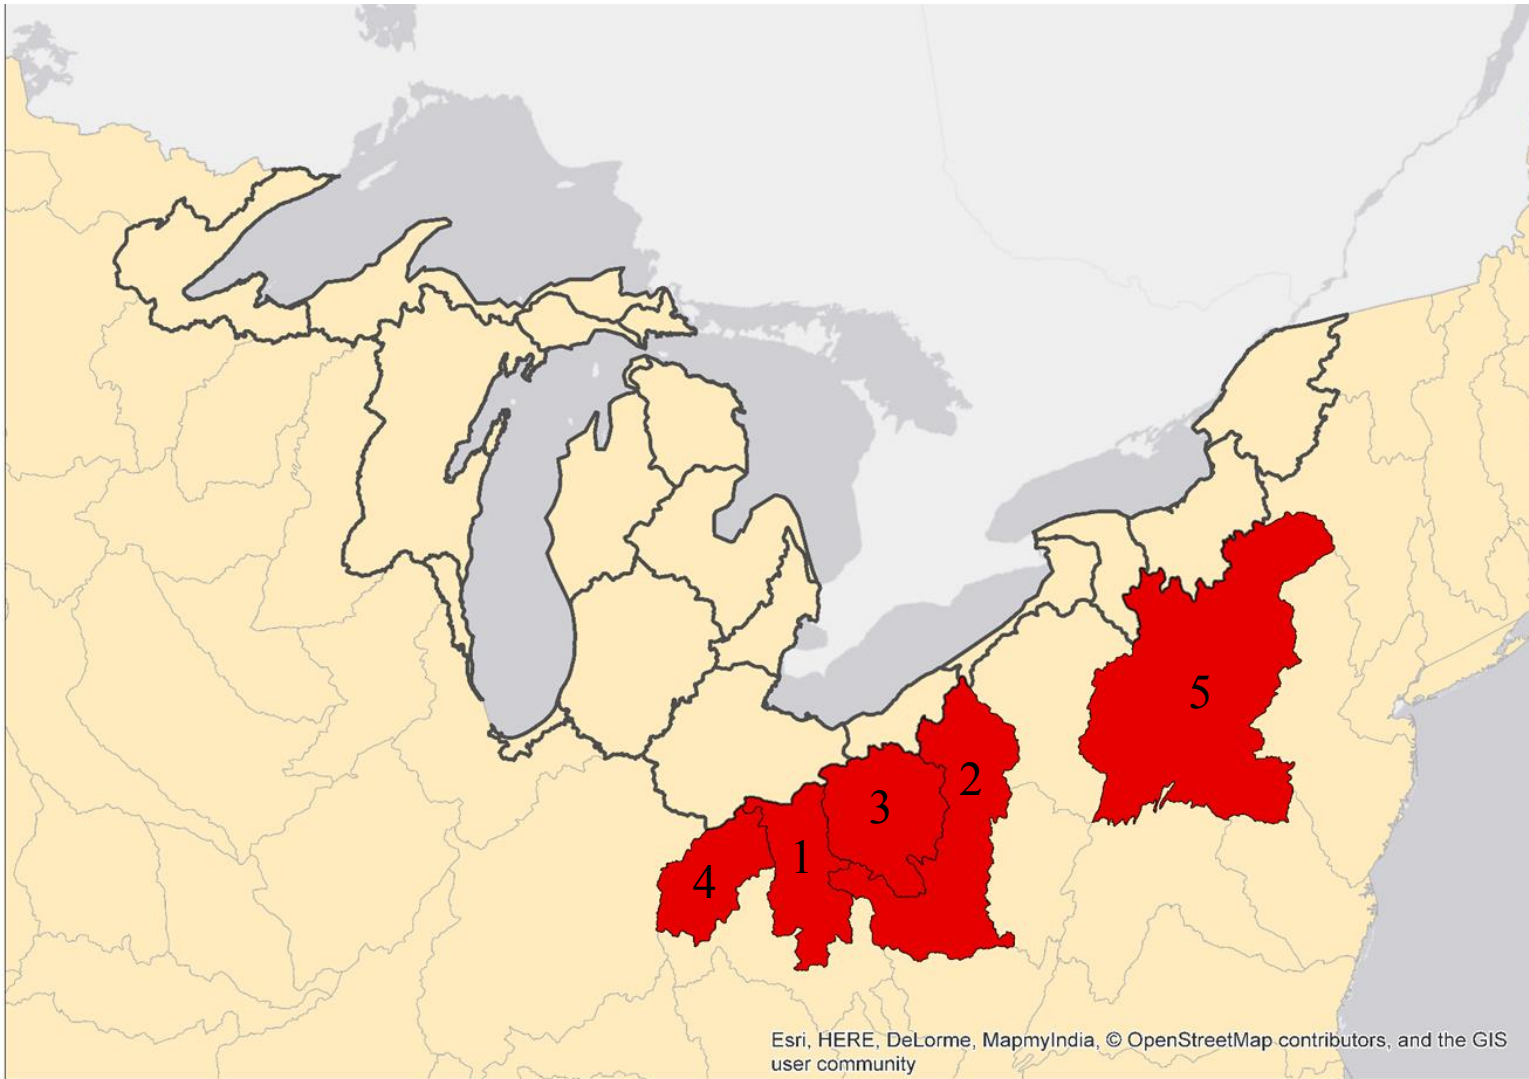 5
2
3
1
4
Esri, HERE, DeLorme, MapmyIndia, © OpenStreetMap contributors, and the GIS
user community